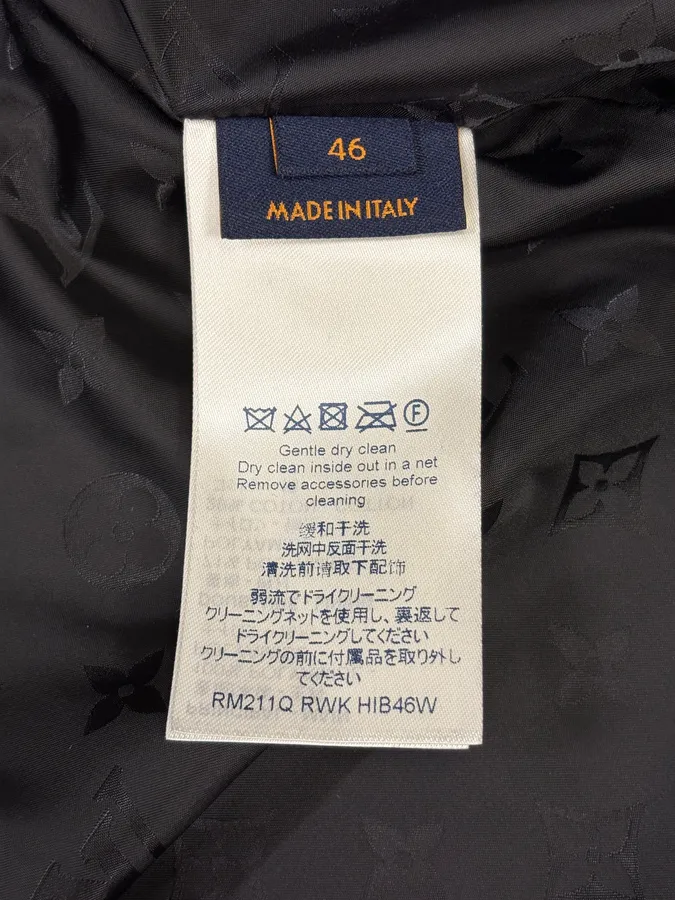 46
MADE IN ITALY
F
Gentle dry clean
Dry clean inside out in a net
Remove accessories before
cleaning
缓和干洗
洗网中反面干洗
清洗前请取下配饰
弱流でドライクリーニング
クリーニングネットを使用し、裏返して
ドライクリーニングしてください
クリーニングの前に付属品を取り外し
てください
RM211Q RWK HIB46W